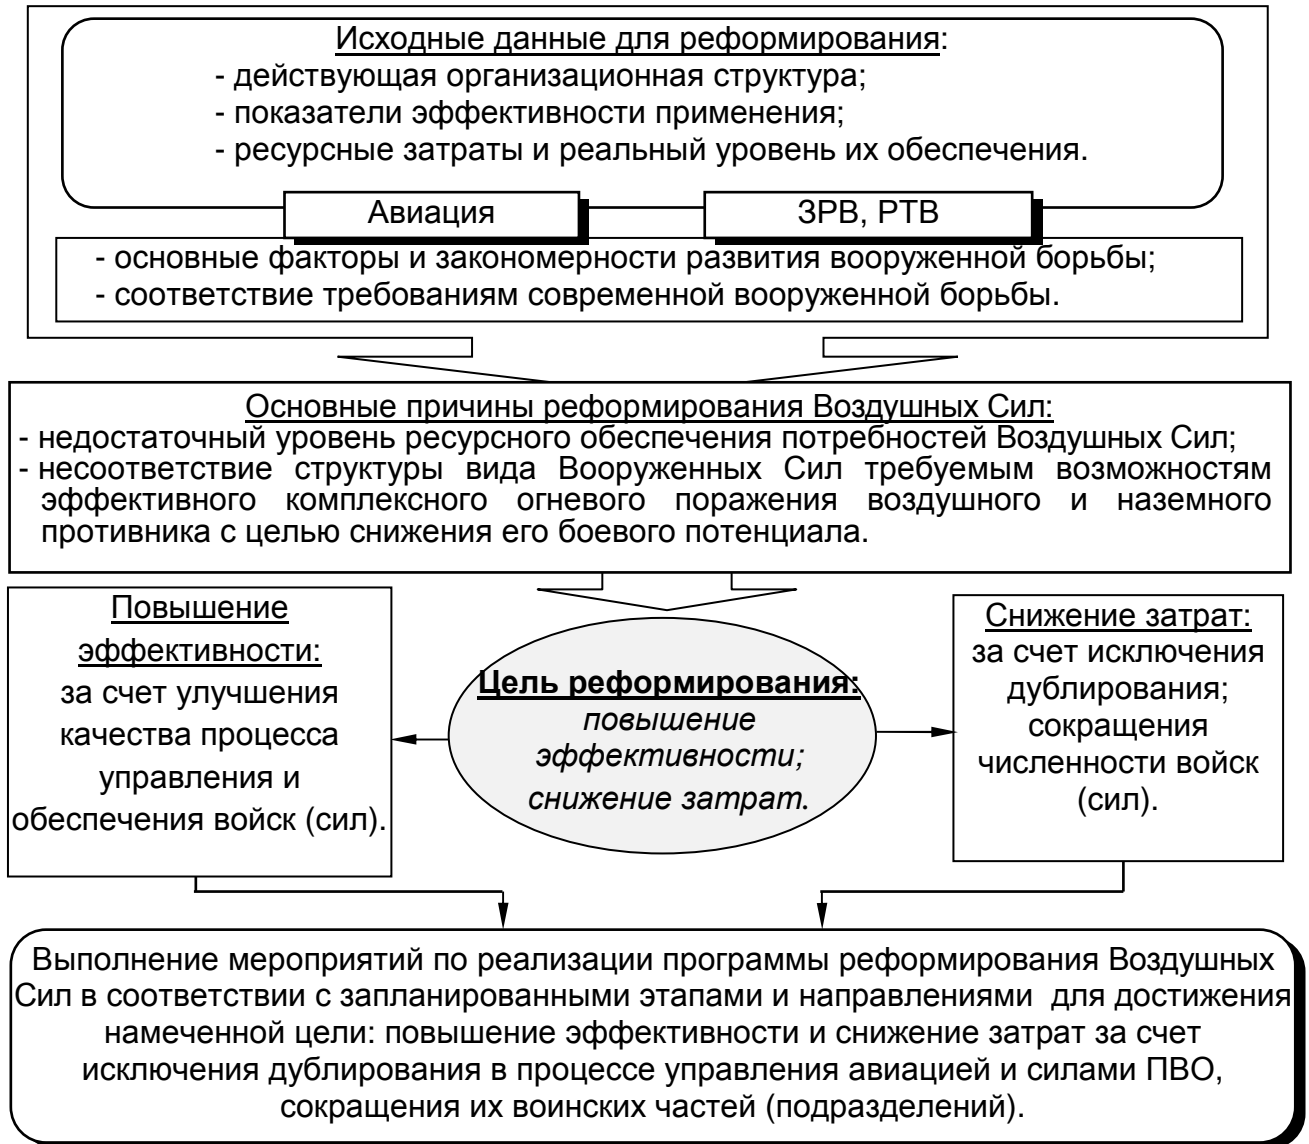 Исходные данные для реформирования:
- действующая организационная структура;
- показатели эффективности применения;
- ресурсные затраты и реальный уровень их обеспечения.
Авиация
ЗРВ, РТВ
- основные факторы и закономерности развития вооруженной борьбы;
- соответствие требованиям современной вооруженной борьбы.
Основные причины реформирования Воздушных Сил:
- недостаточный уровень ресурсного обеспечения потребностей Воздушных Сил;
- несоответствие структуры вида Вооруженных Сил требуемым возможностям
эффективного комплексного огневого поражения воздушного и наземного
противника с целью снижения его боевого потенциала.
Повышение
эффективности:
за счет улучшения
качества процесса
управления и
обеспечения войск (сил).
Цель реформирования:
повышение
эффективности;
снижение затрат.
Снижение затрат:
за счет исключения
дублирования;
сокращения
численности войск
(сил).
Выполнение мероприятий по реализации программы реформирования Воздушных
Сил в соответствии с запланированными этапами и направлениями для достижения
намеченной цели: повышение эффективности и снижение затрат за счет
исключения дублирования в процессе управления авиацией и силами ПВО,
сокращения их воинских частей (подразделений).